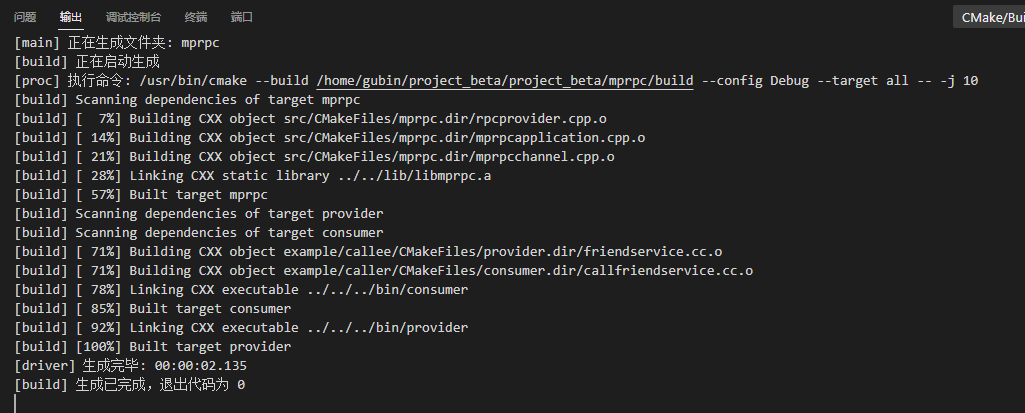 问题 输出 调试控制台 终端 端口 CMake/Bui
[main] 正在生成文件夹: mprpc
[build] 正在启动生成
[proc] 执行命令: /usr/bin/cmake --build /home/gubin/project_beta/project_beta/mprpc/build --config Debug --target all -- -j 10
[build] Scanning dependencies of target mprpc
[build] [  7%] Building CXX object src/CMakeFiles/mprpc.dir/rpcprovider.cpp.o
[build] [ 14%] Building CXX object src/CMakeFiles/mprpc.dir/mprpcapplication.cpp.o
[build] [ 21%] Building CXX object src/CMakeFiles/mprpc.dir/mprpcchannel.cpp.o
[build] [ 28%] Linking CXX static library ../../lib/libmprpc.a
[build] [ 57%] Built target mprpc
[build] Scanning dependencies of target provider
[build] Scanning dependencies of target consumer
[build] [ 71%] Building CXX object example/callee/CMakeFiles/provider.dir/friendservice.cc.o
[build] [ 71%] Building CXX object example/caller/CMakeFiles/consumer.dir/callfriendservice.cc.o
[build] [ 78%] Linking CXX executable ../../../bin/consumer
[build] [ 85%] Built target consumer
[build] [ 92%] Linking CXX executable ../../../bin/provider
[build] [100%] Built target provider
[driver] 生成完毕: 00:00:02.135
[build] 生成已完成，退出代码为 0